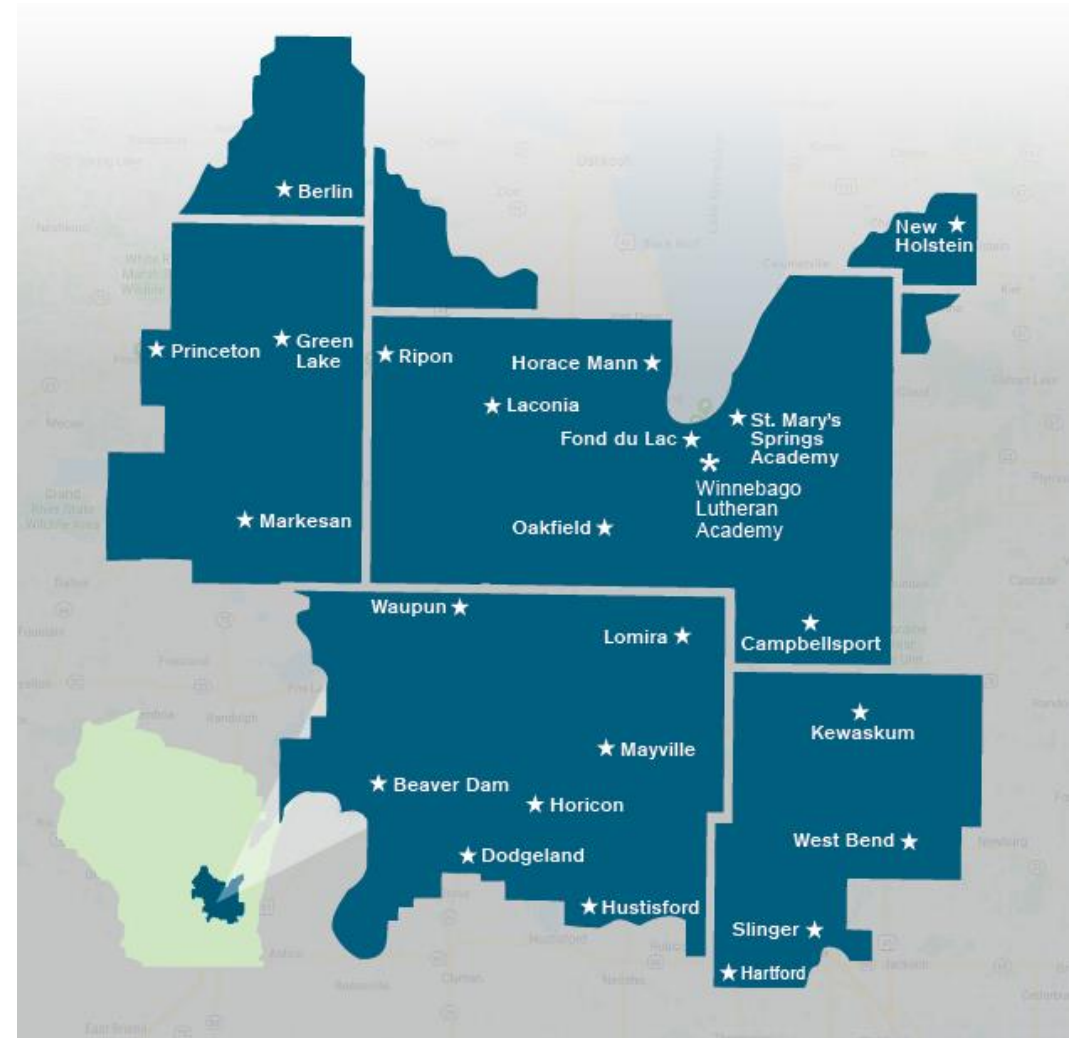 Berlin
New
Holstein
Princeton
Green
Lake
Ripon
Horace Mann
Laconia
St. Mary's
Springs
Academy
Fond du Lac
Winnebago
Lutheran
Academy
Markesan
Oakfield
Waupun
Lomira
Campbellsport
Kewaskum
Mayville
Beaver Dam
Horicon
West Bend
Dodgeland
Hustisford
Slinger
Hartford